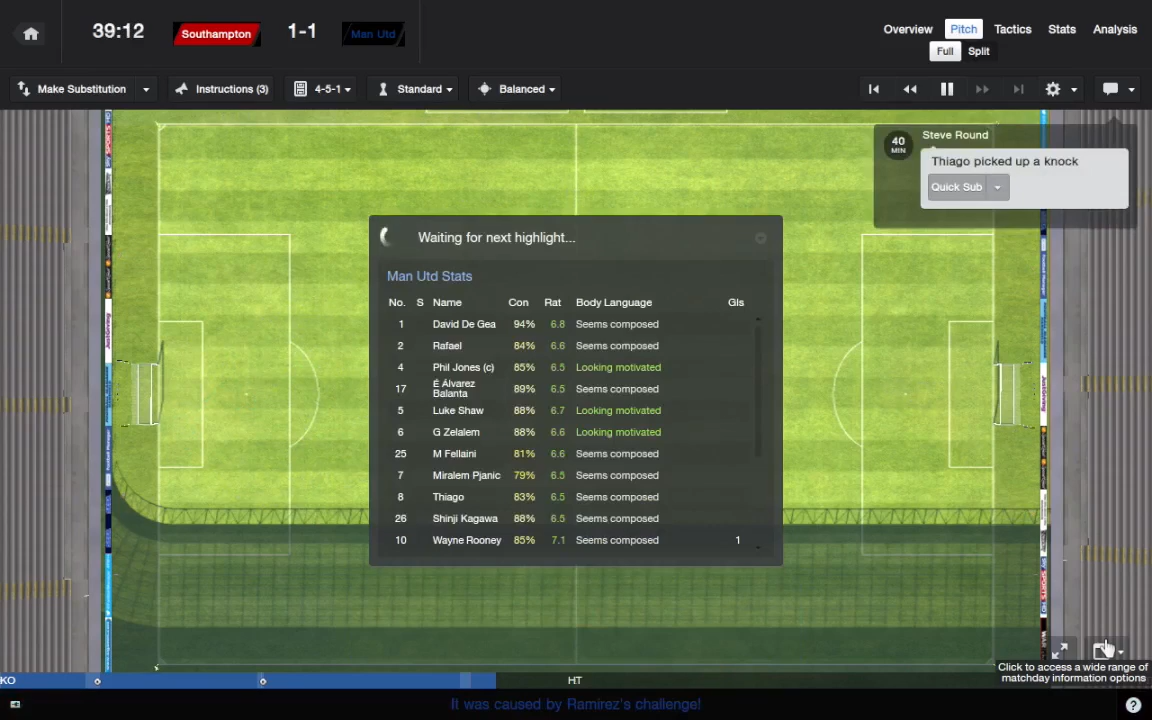 39:12
Southampton
1-1
Man Utd
Overview
Pitch
Tactics
Stats
Analysis
Full
Split
Make Substitution
Instructions (3)
4-5-1
Standard
Balanced
40
MIN
Steve Round
Thiago picked up a knock
Quick Sub
Waiting for next highlight...
Man Utd Stats
No. S Name Con Rat Body Language Gls
1 David De Gea 94% 6.8 Seems composed
2 Rafael 84% 6.6 Seems composed
4 Phil Jones (c) 85% 6.5 Looking motivated
17 É Álvarez Balanta 89% 6.5 Seems composed
5 Luke Shaw 88% 6.7 Looking motivated
6 G Zelalem 88% 6.6 Looking motivated
25 M Fellaini 81% 6.6 Seems composed
7 Miralem Pjanic 79% 6.5 Seems composed
8 Thiago 83% 6.5 Seems composed
26 Shinji Kagawa 88% 6.5 Seems composed
10 Wayne Rooney 85% 7.1 Seems composed 1
Click to access a wide range of
matchday information options
KO
HT
It was caused by Ramirez's challenge!
?